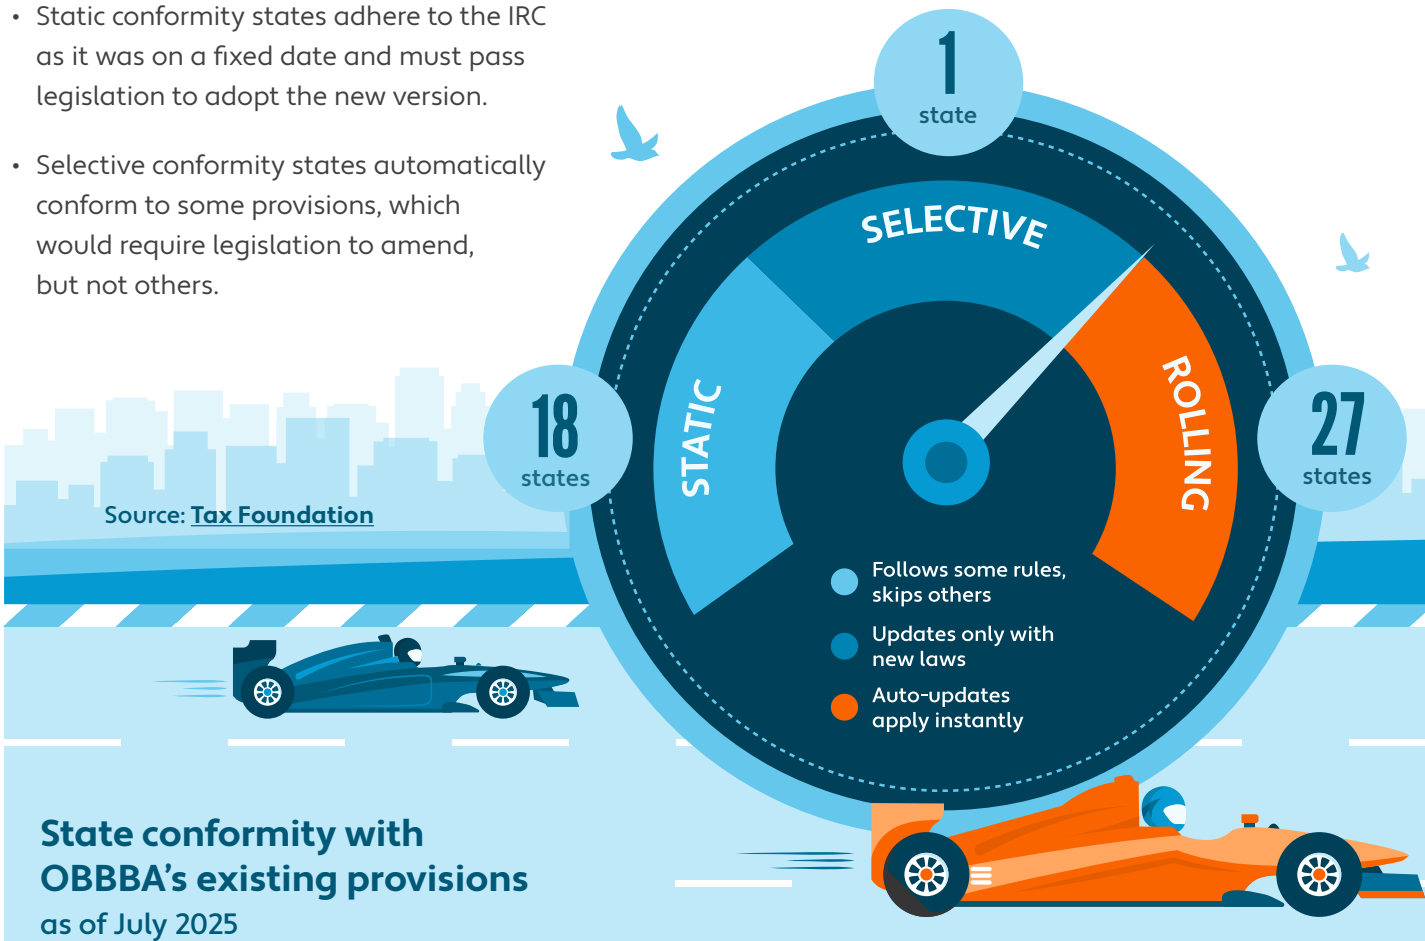 • Static conformity states adhere to the IRC
as it was on a fixed date and must pass
legislation to adopt the new version.
• Selective conformity states automatically
conform to some provisions, which
would require legislation to amend,
but not others.
1
state
SELECTIVE
STATIC
ROLLING
18
states
27
states
Source: Tax Foundation
Follows some rules,
skips others
Updates only with
new laws
Auto-updates
apply instantly
State conformity with
OBBBA’s existing provisions
as of July 2025